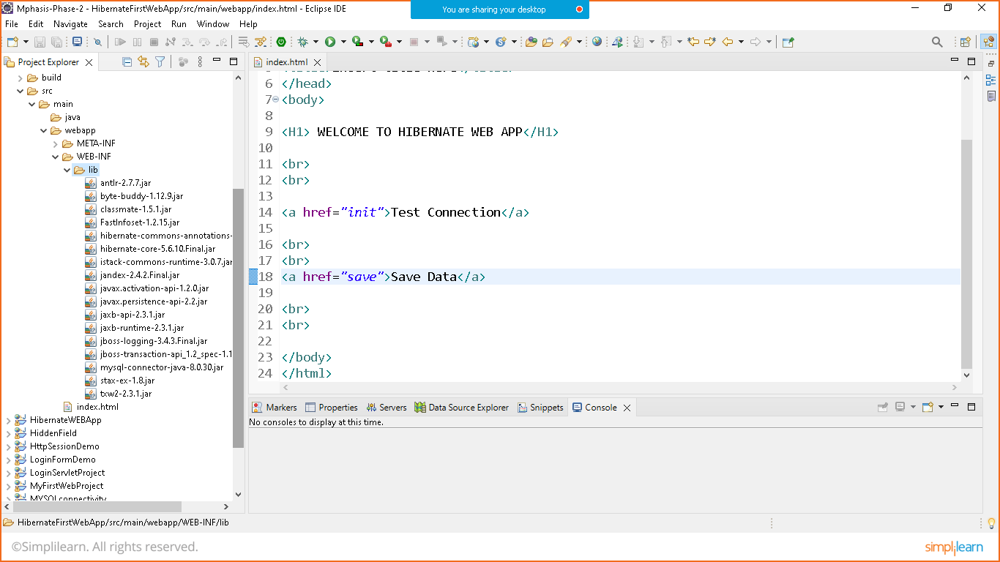 Mphasis-Phase-2 - HibernateFirstWebApp/src/main/webapp/index.html - Eclipse IDE
You are sharing your desktop
File Edit Navigate Search Project Run Window Help
Project Explorer
build
src
main
java
webapp
META-INF
WEB-INF
lib
antlr-2.7.7.jar
byte-buddy-1.12.9.jar
classmate-1.5.1.jar
FastInfoset-1.2.15.jar
hibernate-commons-annotations-
hibernate-core-5.6.10.Final.jar
istack-commons-runtime-3.0.7.jar
jandex-2.4.2.Final.jar
javax.activation-api-1.2.0.jar
javax.persistence-api-2.2.jar
jaxb-api-2.3.1.jar
jaxb-runtime-2.3.1.jar
jboss-logging-3.4.3.Final.jar
jboss-transaction-api_1.2_spec-1.1
mysql-connector-java-8.0.30.jar
stax-ex-1.8.jar
txw2-2.3.1.jar
index.html
HibernateWEBApp
HiddenField
HttpSessionDemo
LoginFormDemo
LoginServletProject
MyFirstWebProject
MYSQLconnectivity
index.html
6 </head>
7 <body>
8
9 <H1> WELCOME TO HIBERNATE WEB APP</H1>
10
11 <br>
12 <br>
13
14 <a href="init">Test Connection</a>
15
16 <br>
17 <br>
18 <a href="save">Save Data</a>
19
20 <br>
21 <br>
22
23 </body>
24 </html>
Markers Properties Servers Data Source Explorer Snippets Console
No consoles to display at this time.
HibernateFirstWebApp/src/main/webapp/WEB-INF/lib
©Simplilearn. All rights reserved.
simplilearn